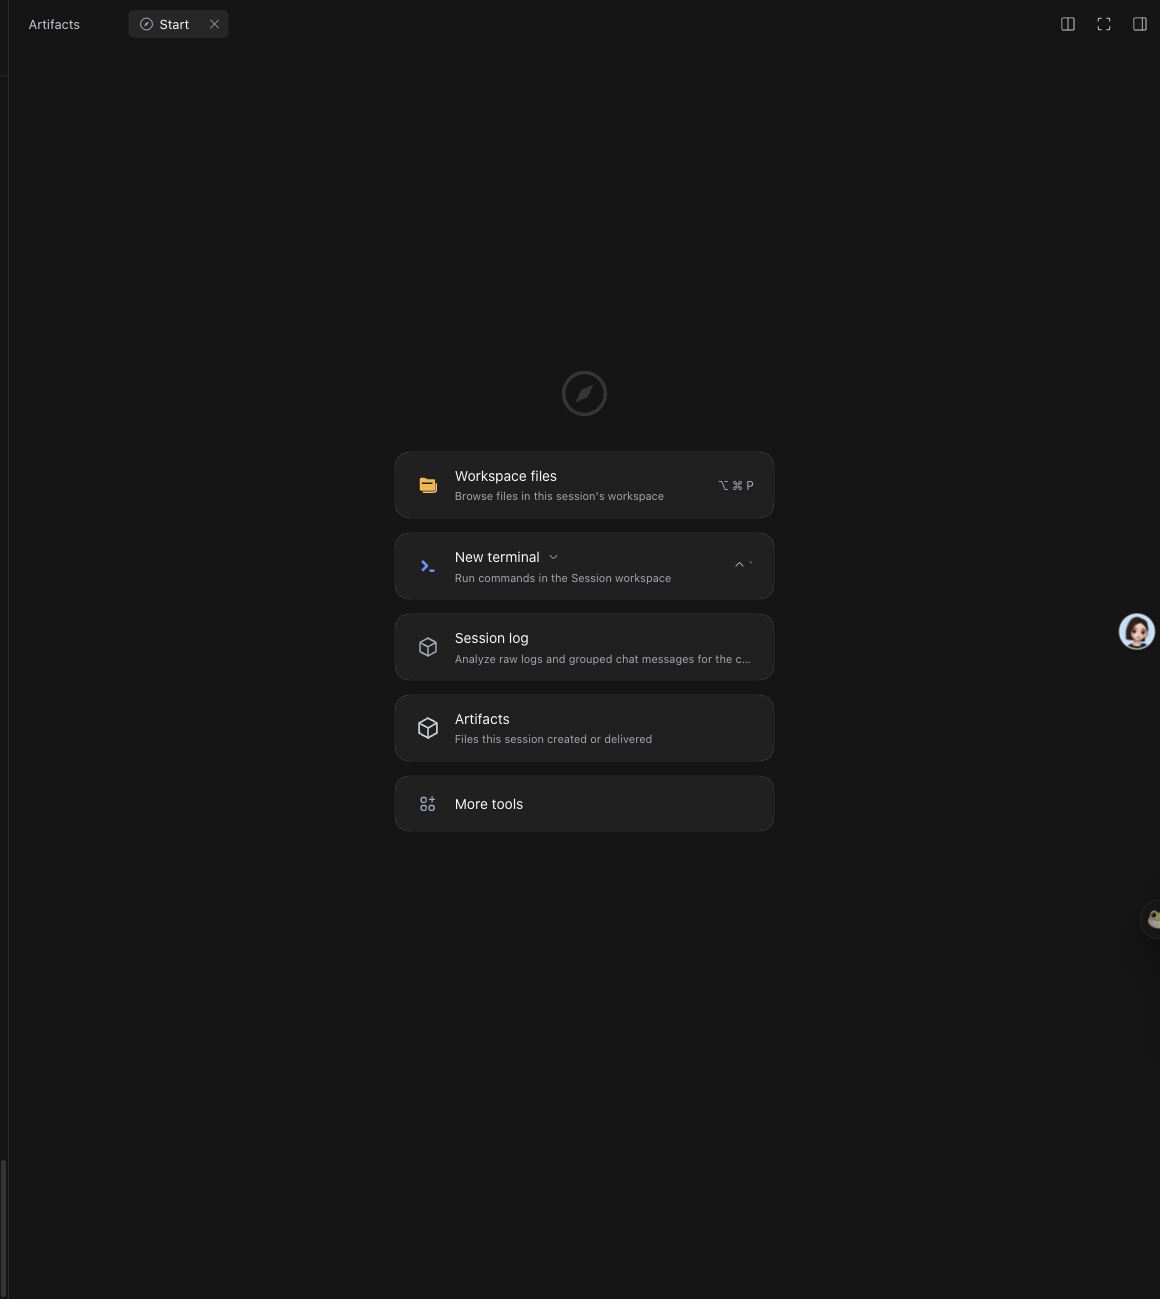 Artifacts
Start
Workspace files
Browse files in this session's workspace
⌥⌘P
New terminal
Run commands in the Session workspace
⌃`
Session log
Analyze raw logs and grouped chat messages for the c...
Artifacts
Files this session created or delivered
More tools